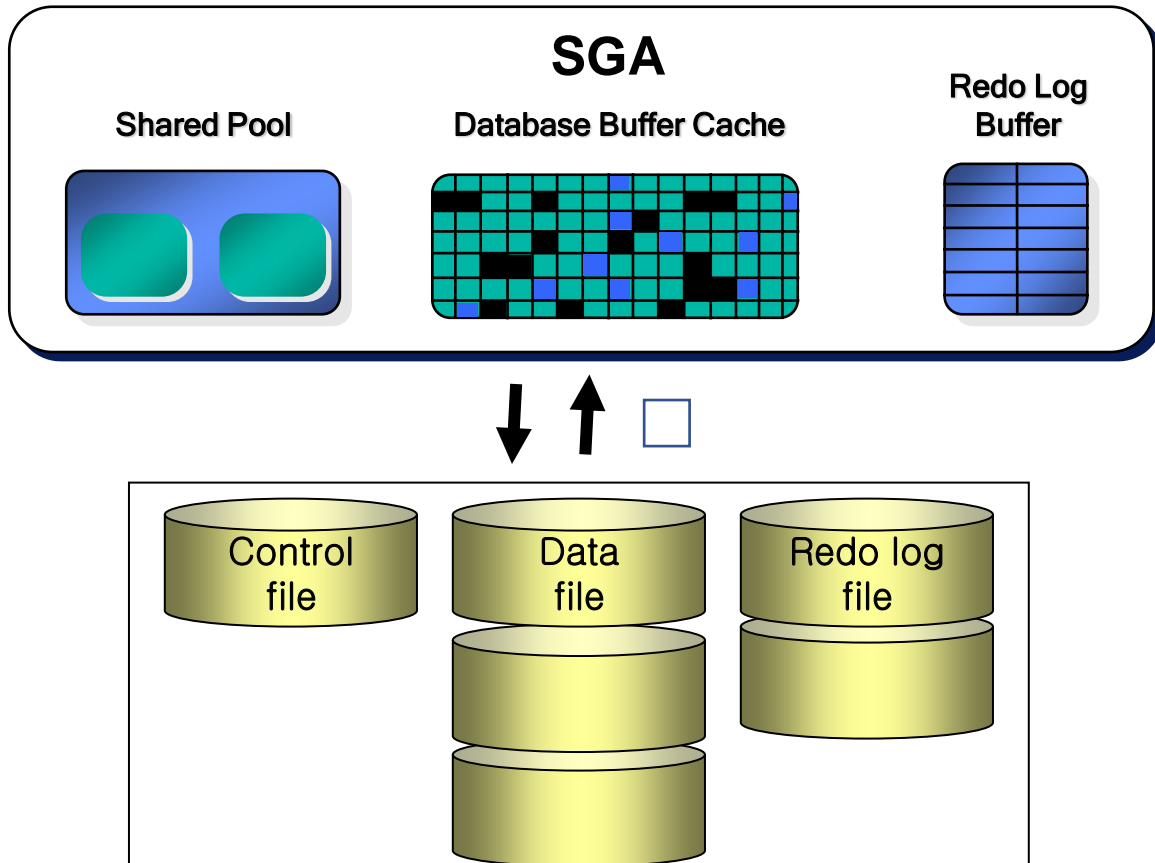 SGA
Shared Pool
Database Buffer Cache
Redo Log
Buffer
Control
file
Data
file
Redo log
file